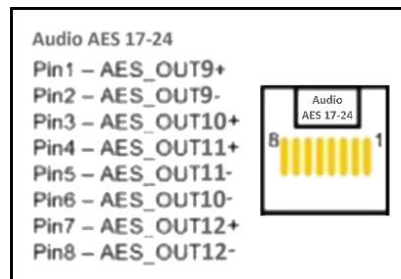 Audio AES 17-24
Pin1 – AES_OUT9+
Pin2 – AES_OUT9-
Pin3 – AES_OUT10+
Pin4 – AES_OUT11+
Pin5 – AES_OUT11-
Pin6 – AES_OUT10-
Pin7 – AES_OUT12+
Pin8 – AES_OUT12-
Audio
AES 17-24
8 1